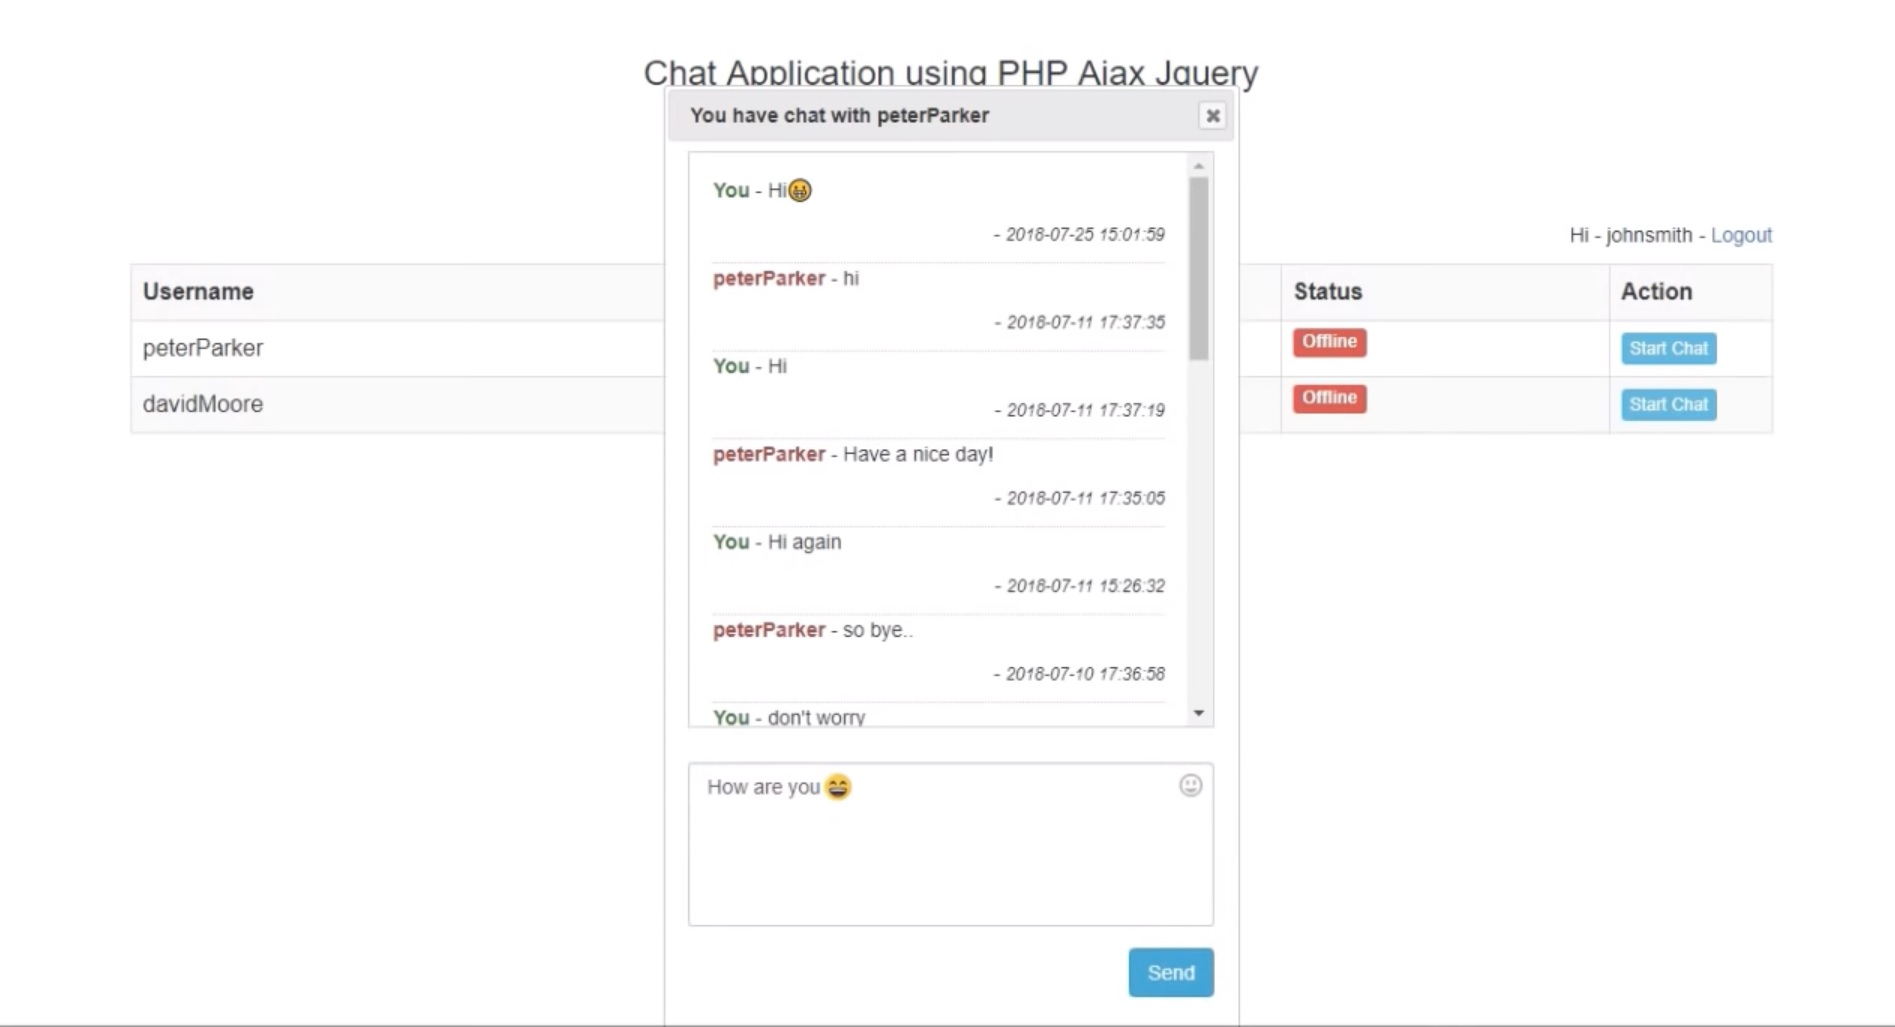 Chat Application using PHP Ajax Jquery
You have chat with peterParker
You - Hi😀
- 2018-07-25 15:01:59
peterParker - hi
- 2018-07-11 17:37:35
You - Hi
- 2018-07-11 17:37:19
peterParker - Have a nice day!
- 2018-07-11 17:35:05
You - Hi again
- 2018-07-11 15:26:32
peterParker - so bye..
- 2018-07-10 17:36:58
You - don't worry
How are you 😄
Send
Hi - johnsmith - Logout
Username Status Action
peterParker Offline Start Chat
davidMoore Offline Start Chat